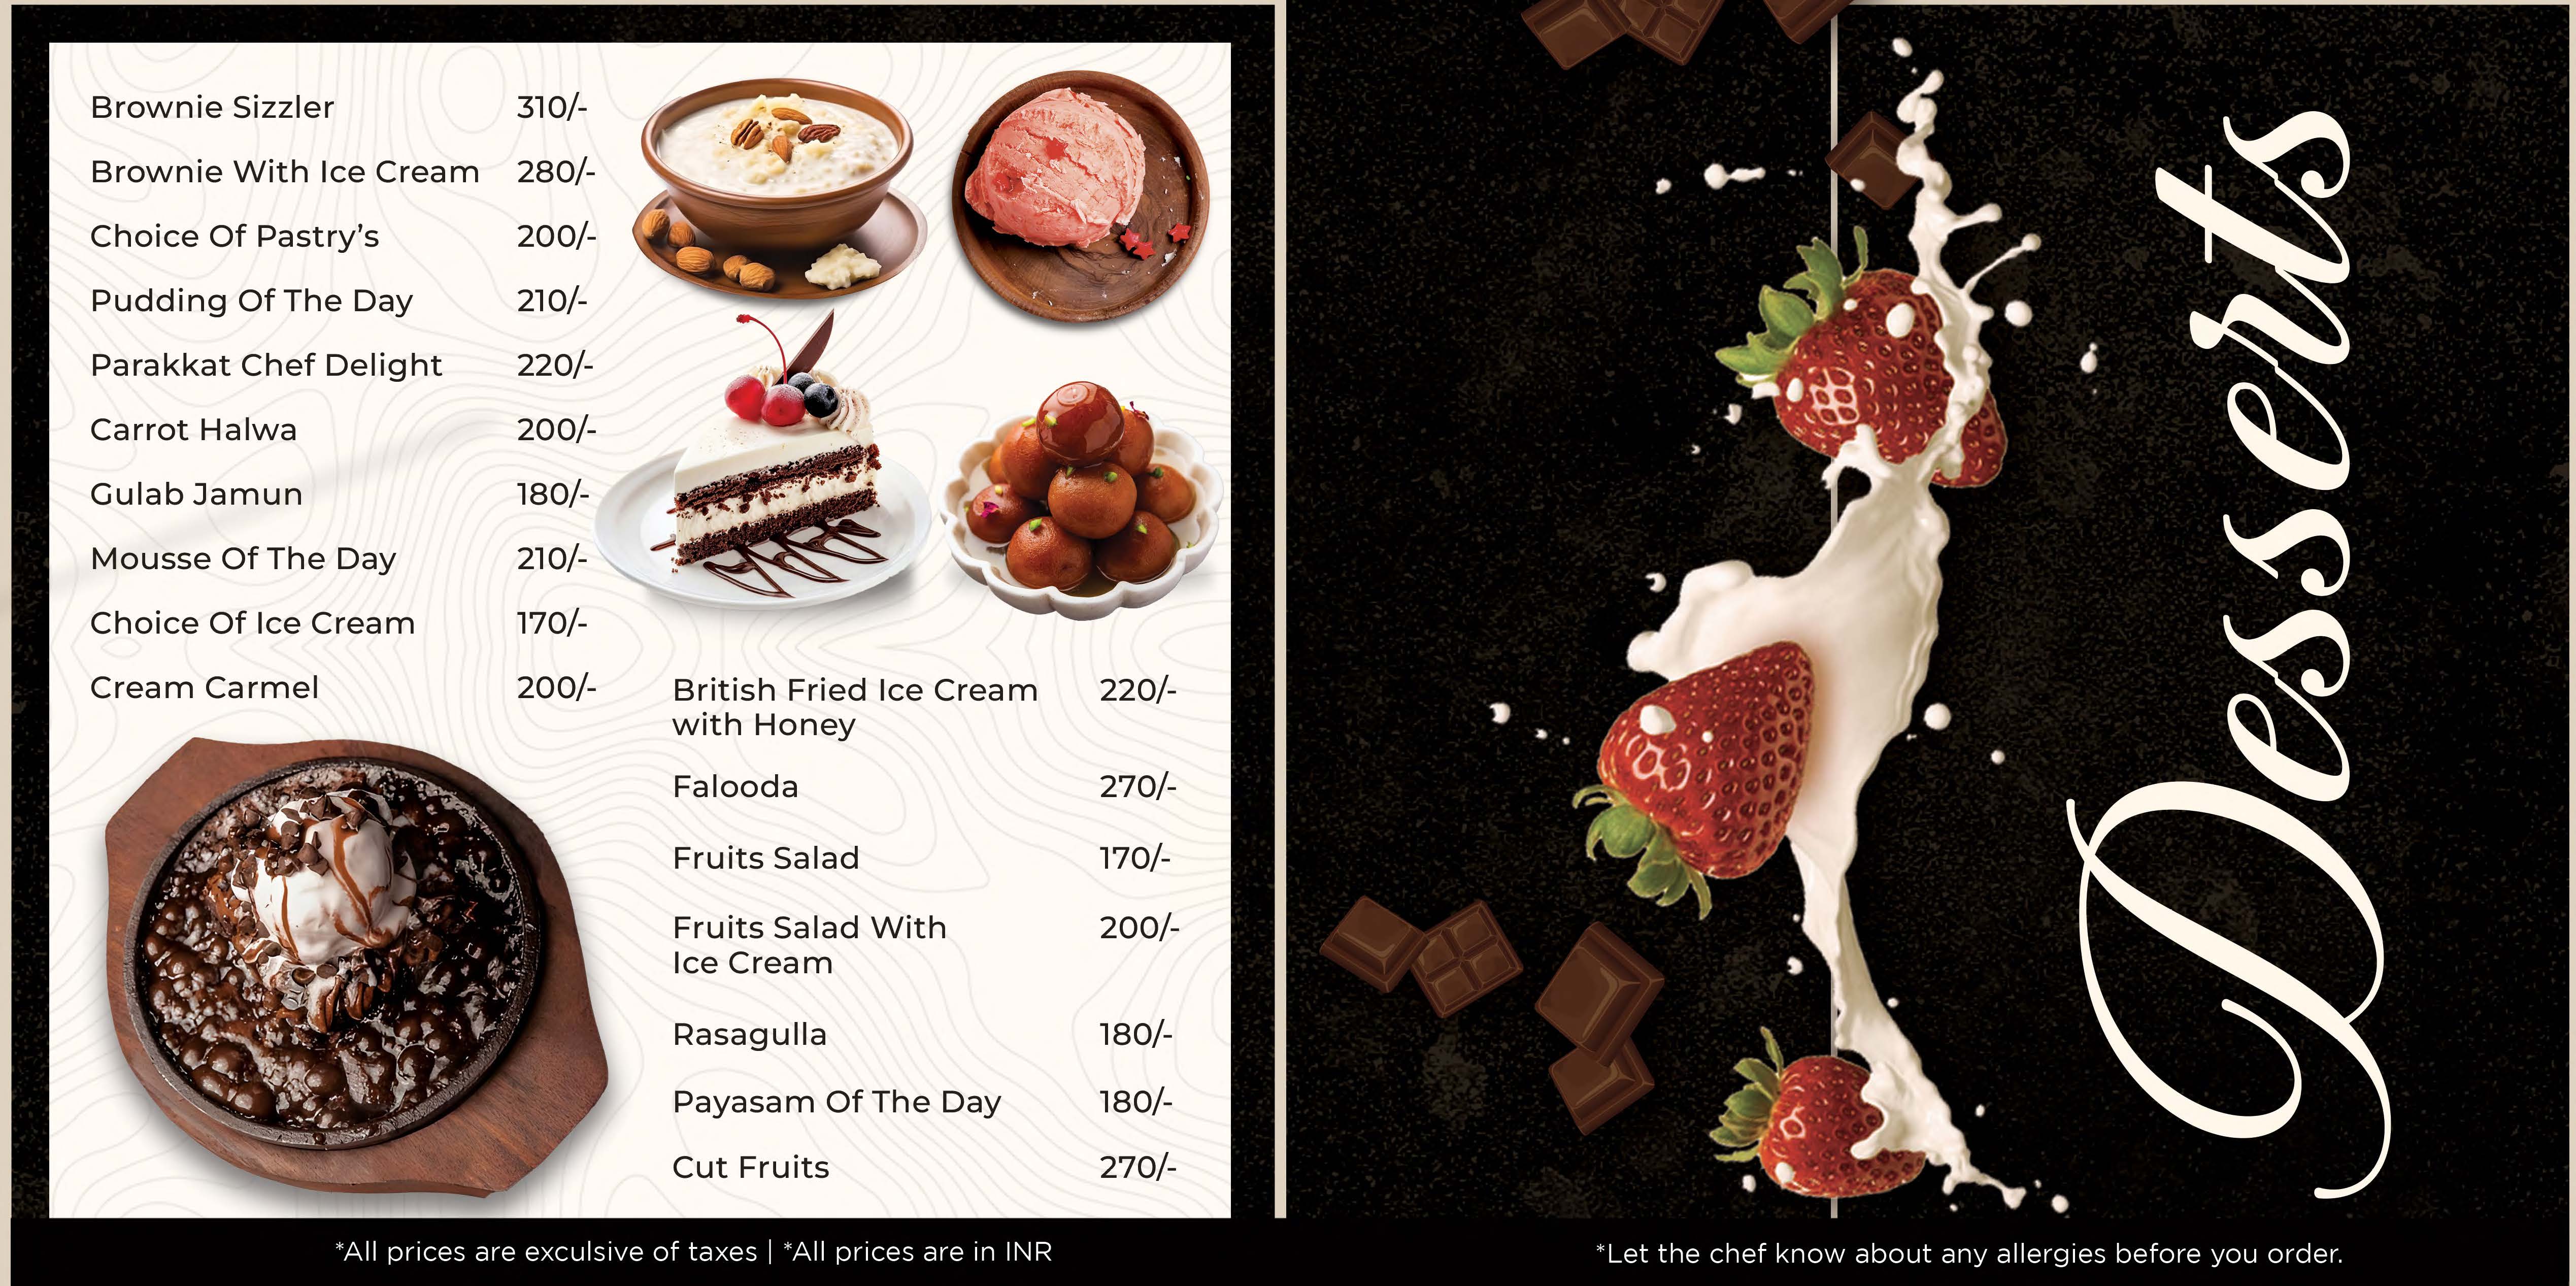 Brownie Sizzler 310/-
Brownie With Ice Cream 280/-
Choice Of Pastry’s 200/-
Pudding Of The Day 210/-
Parakkat Chef Delight 220/-
Carrot Halwa 200/-
Gulab Jamun 180/-
Mousse Of The Day 210/-
Choice Of Ice Cream 170/-
Cream Carmel 200/-
British Fried Ice Cream 220/-
with Honey
Falooda 270/-
Fruits Salad 170/-
Fruits Salad With 200/-
Ice Cream
Rasagulla 180/-
Payasam Of The Day 180/-
Cut Fruits 270/-
*All prices are exculsive of taxes | *All prices are in INR
Desserts
*Let the chef know about any allergies before you order.